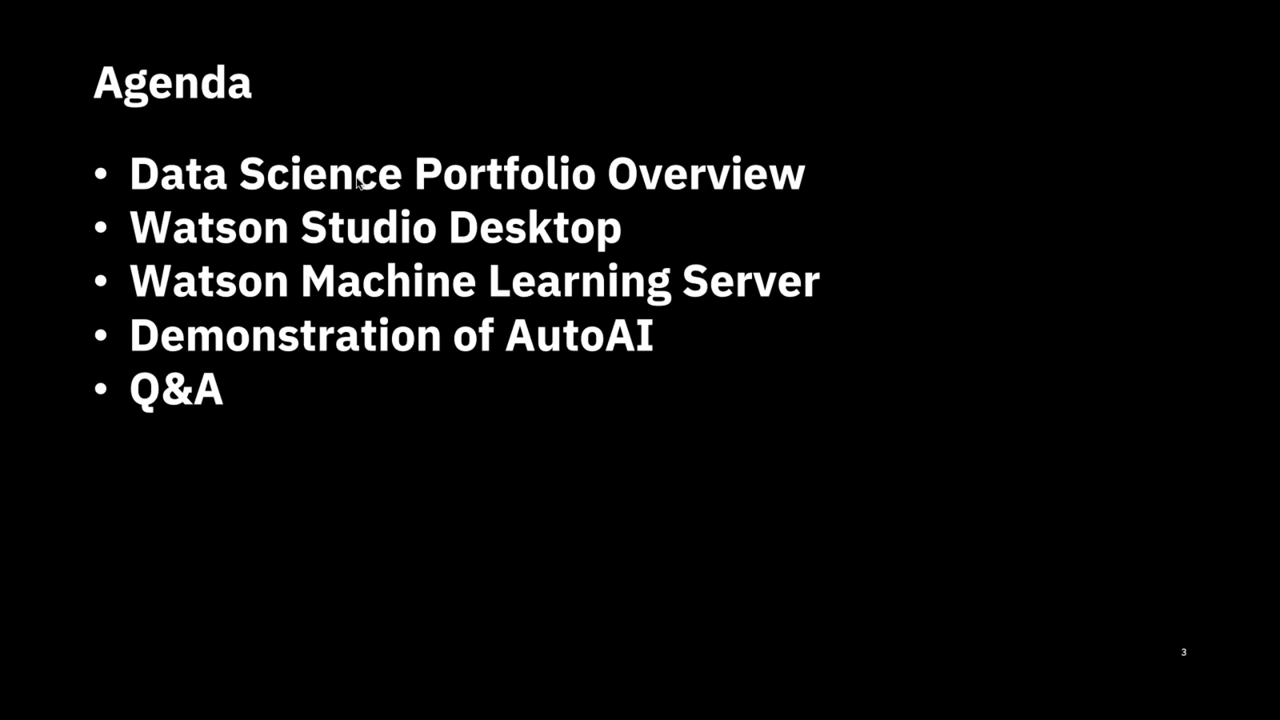 Agenda
• Data Science Portfolio Overview
• Watson Studio Desktop
• Watson Machine Learning Server
• Demonstration of AutoAI
• Q&A
3